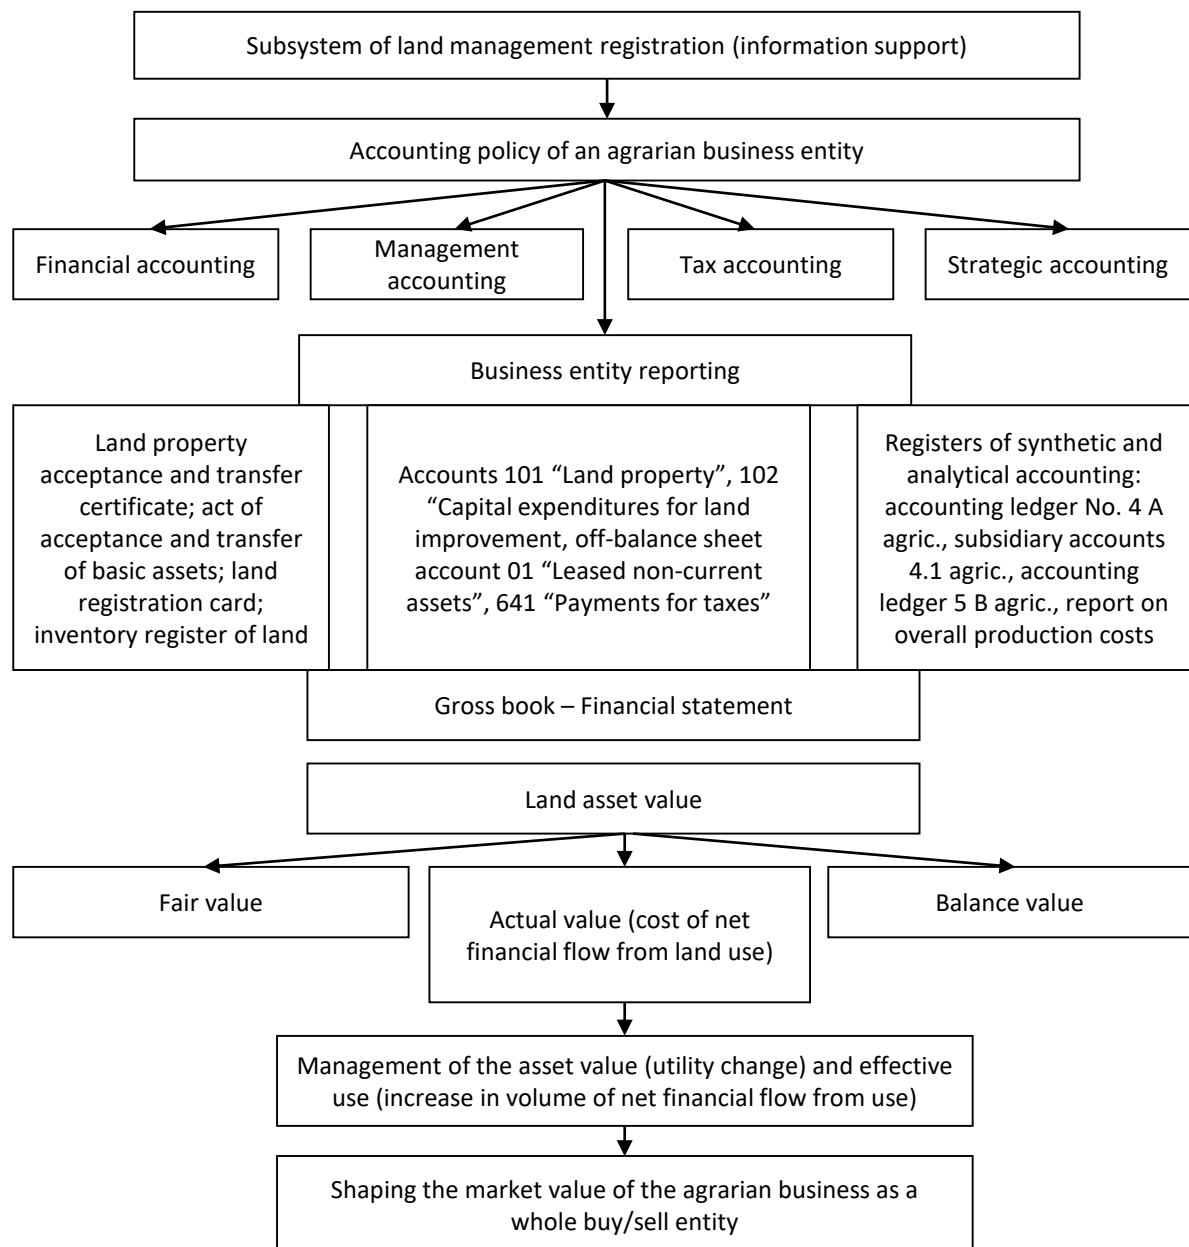 Subsystem of land management registration (information support)
Accounting policy of an agrarian business entity
Financial accounting
Management
accounting
Tax accounting
Strategic accounting
Business entity reporting
Land property
acceptance and transfer
certificate; act of
acceptance and transfer
of basic assets; land
registration card;
inventory register of land
Accounts 101 “Land property”, 102
“Capital expenditures for land
improvement, off-balance sheet
account 01 “Leased non-current
assets”, 641 “Payments for taxes”
Registers of synthetic and
analytical accounting:
accounting ledger No. 4 A
agric., subsidiary accounts
4.1 agric., accounting
ledger 5 B agric., report on
overall production costs
Gross book – Financial statement
Land asset value
Fair value
Actual value (cost of net
financial flow from land use)
Balance value
Management of the asset value (utility change) and effective
use (increase in volume of net financial flow from use)
Shaping the market value of the agrarian business as a
whole buy/sell entity